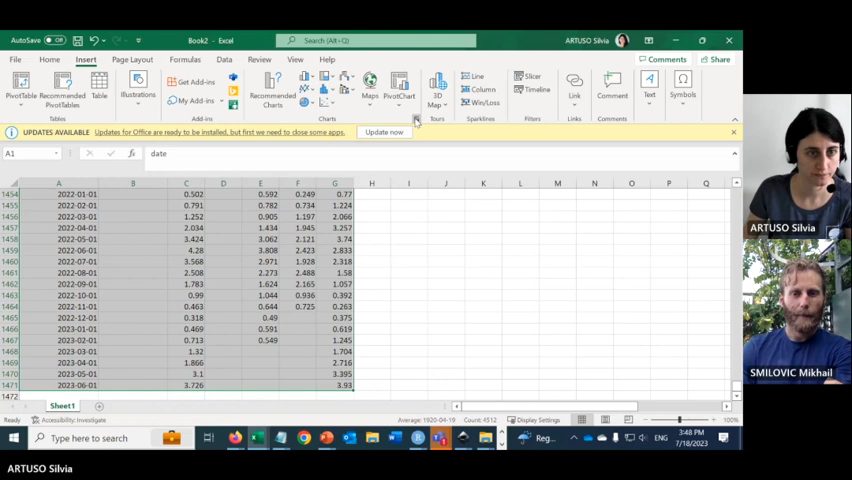 AutoSave Off
Book2 - Excel
Search (Alt+Q)
ARTUSO Silvia
File Home Insert Page Layout Formulas Data Review View Help
Comments Share
PivotTable Recommended PivotTables Table
Illustrations
Get Add-ins
My Add-ins
Recommended Charts
Maps PivotChart
3D Map
Line
Column
Win/Loss
Slicer
Timeline
Link
Comment
Text
Symbols
Tables Add-ins Charts Tours Sparklines Filters Links Comments
UPDATES AVAILABLE Updates for Office are ready to be installed, but first we need to close some apps. Update now
A1 fx date
A B C D E F G H I J K L M N O P Q
1454 2022-01-01 0.502 0.592 0.249 0.77
1455 2022-02-01 0.791 0.782 0.734 1.224
1456 2022-03-01 1.252 0.905 1.197 2.066
1457 2022-04-01 2.034 1.434 1.945 3.257
1458 2022-05-01 3.424 3.062 2.121 3.74
1459 2022-06-01 4.28 3.808 2.423 2.833
1460 2022-07-01 3.568 2.971 1.928 2.318
1461 2022-08-01 2.508 2.273 2.488 1.58
1462 2022-09-01 1.783 1.624 2.165 1.057
1463 2022-10-01 0.99 1.044 0.936 0.392
1464 2022-11-01 0.463 0.644 0.725 0.263
1465 2022-12-01 0.318 0.49 0.375
1466 2023-01-01 0.469 0.591 0.619
1467 2023-02-01 0.713 0.549 1.245
1468 2023-03-01 1.32 1.704
1469 2023-04-01 1.866 2.716
1470 2023-05-01 3.1 3.395
1471 2023-06-01 3.726 3.93
1472
Sheet1
Ready Accessibility: Investigate Average: 1920-04-19 Count: 4512 Display Settings 100%
Type here to search
Reg...
ENG
3:48 PM
7/18/2023
ARTUSO Silvia
SMILOVIC Mikhail
ARTUSO Silvia